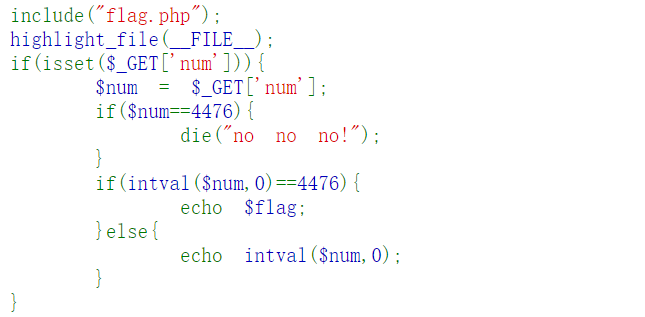 include("flag.php");
highlight_file(__FILE__);
if(isset($_GET['num'])){
$num = $_GET['num'];
if($num==4476){
die("no no no!");
}
if(intval($num,0)==4476){
echo $flag;
}else{
echo intval($num,0);
}
}